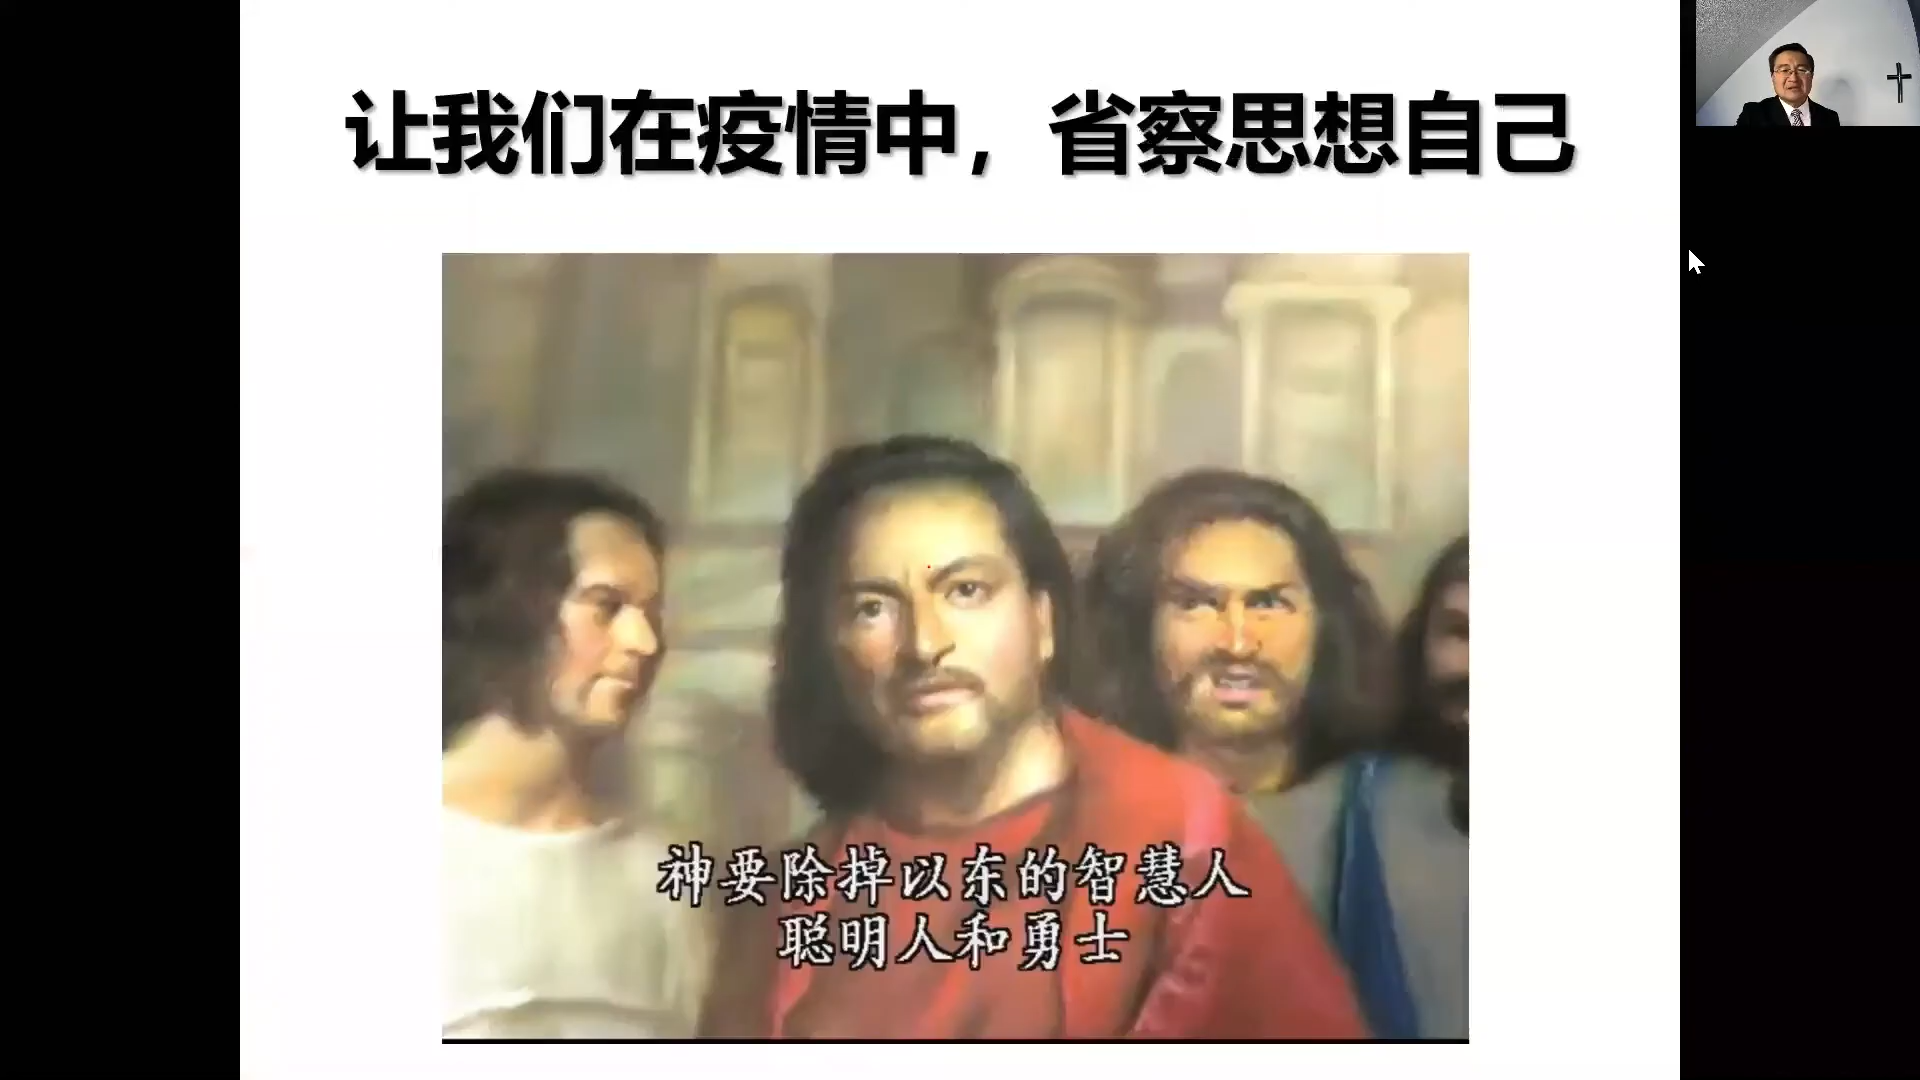 让我们在疫情中，省察思想自己
神要除掉以东的智慧人
聪明人和勇士